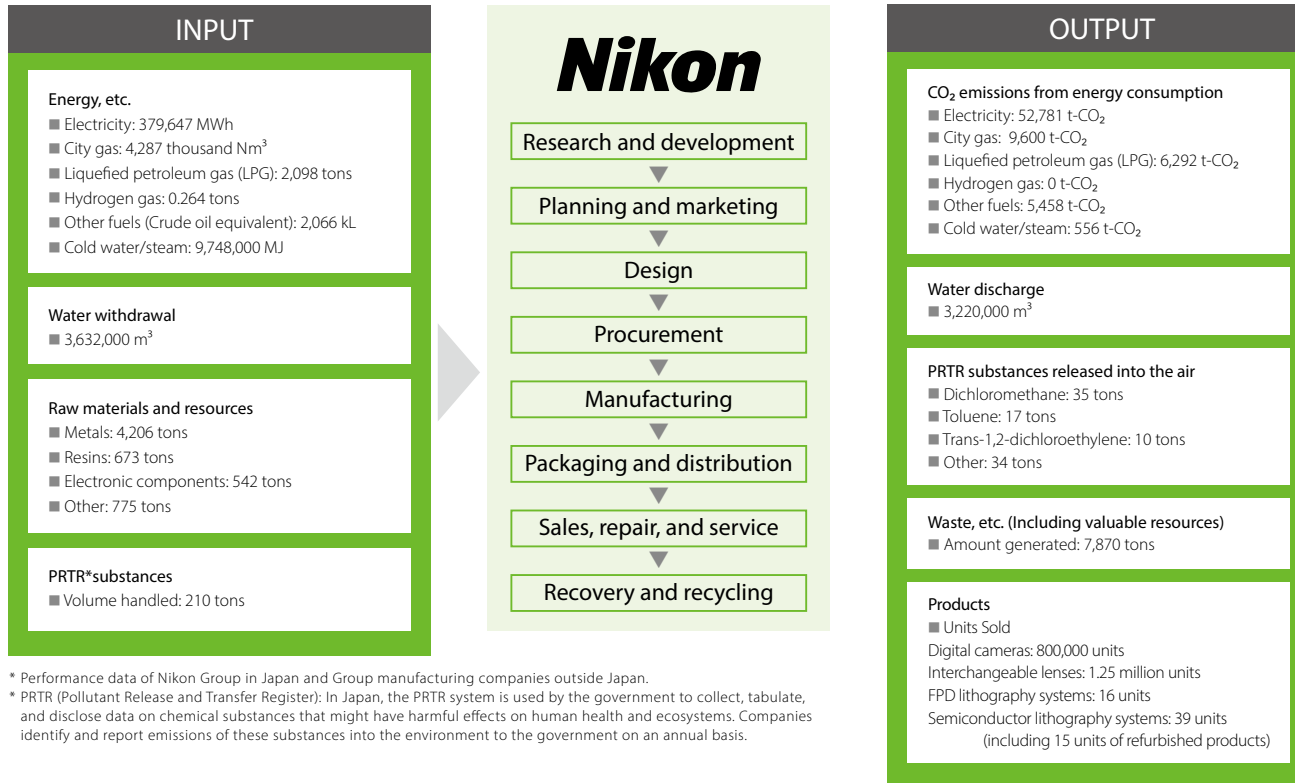 INPUT
Energy, etc.
■ Electricity: 379,647 MWh
■ City gas: 4,287 thousand Nm³
■ Liquefied petroleum gas (LPG): 2,098 tons
■ Hydrogen gas: 0.264 tons
■ Other fuels (Crude oil equivalent): 2,066 kL
■ Cold water/steam: 9,748,000 MJ
Water withdrawal
■ 3,632,000 m³
Raw materials and resources
■ Metals: 4,206 tons
■ Resins: 673 tons
■ Electronic components: 542 tons
■ Other: 775 tons
PRTR*substances
■ Volume handled: 210 tons
Nikon
Research and development
Planning and marketing
Design
Procurement
Manufacturing
Packaging and distribution
Sales, repair, and service
Recovery and recycling
OUTPUT
CO₂ emissions from energy consumption
■ Electricity: 52,781 t-CO₂
■ City gas: 9,600 t-CO₂
■ Liquefied petroleum gas (LPG): 6,292 t-CO₂
■ Hydrogen gas: 0 t-CO₂
■ Other fuels: 5,458 t-CO₂
■ Cold water/steam: 556 t-CO₂
Water discharge
■ 3,220,000 m³
PRTR substances released into the air
■ Dichloromethane: 35 tons
■ Toluene: 17 tons
■ Trans-1,2-dichloroethylene: 10 tons
■ Other: 34 tons
Waste, etc. (Including valuable resources)
■ Amount generated: 7,870 tons
Products
■ Units Sold
Digital cameras: 800,000 units
Interchangeable lenses: 1.25 million units
FPD lithography systems: 16 units
Semiconductor lithography systems: 39 units
(including 15 units of refurbished products)
* Performance data of Nikon Group in Japan and Group manufacturing companies outside Japan.
* PRTR (Pollutant Release and Transfer Register): In Japan, the PRTR system is used by the government to collect, tabulate,
and disclose data on chemical substances that might have harmful effects on human health and ecosystems. Companies
identify and report emissions of these substances into the environment to the government on an annual basis.